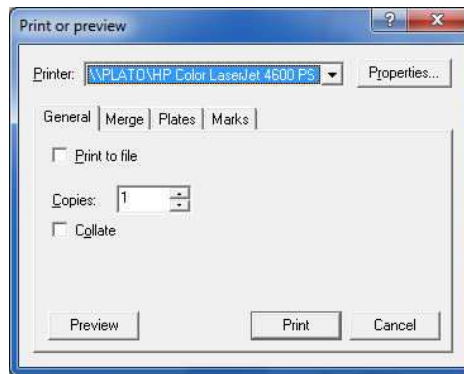 Print or preview
Printer: \\PLATO\HP Color LaserJet 4600 PS Properties...
General Merge Plates Marks
Print to file
Copies: 1
Collate
Preview Print Cancel